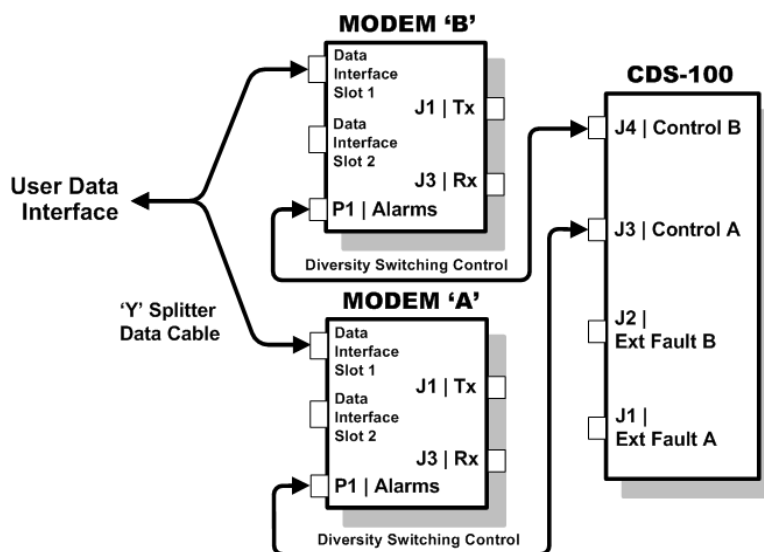 MODEM ‘B’
Data
Interface
Slot 1
J1 | Tx
Data
Interface
Slot 2
J3 | Rx
P1 | Alarms
Diversity Switching Control
CDS-100
J4 | Control B
J3 | Control A
J2 |
Ext Fault B
J1 |
Ext Fault A
User Data
Interface
‘Y’ Splitter
Data Cable
MODEM ‘A’
Data
Interface
Slot 1
J1 | Tx
Data
Interface
Slot 2
J3 | Rx
P1 | Alarms
Diversity Switching Control